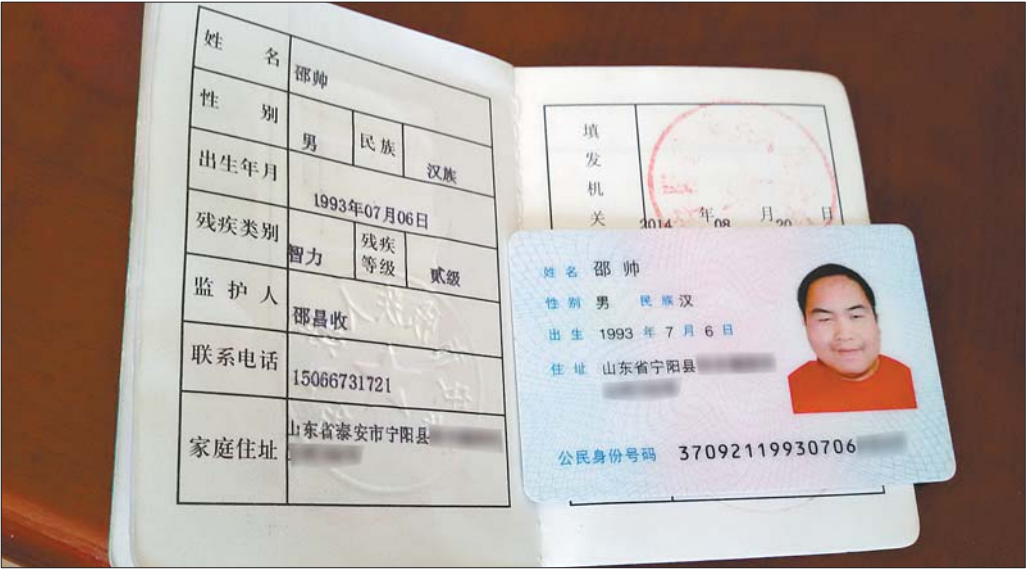 姓名 邵帅
性别 男 民族 汉族
出生年月 1993年07月06日
残疾类别 智力 残疾等级 贰级
监护人 邵昌收
联系电话 15066731721
家庭住址 山东省泰安市宁阳县
填发机关
2014 年 08 月 20 日
姓名 邵帅
性别 男 民族 汉
出生 1993 年 7 月 6 日
住址 山东省宁阳县
公民身份号码 37092119930706